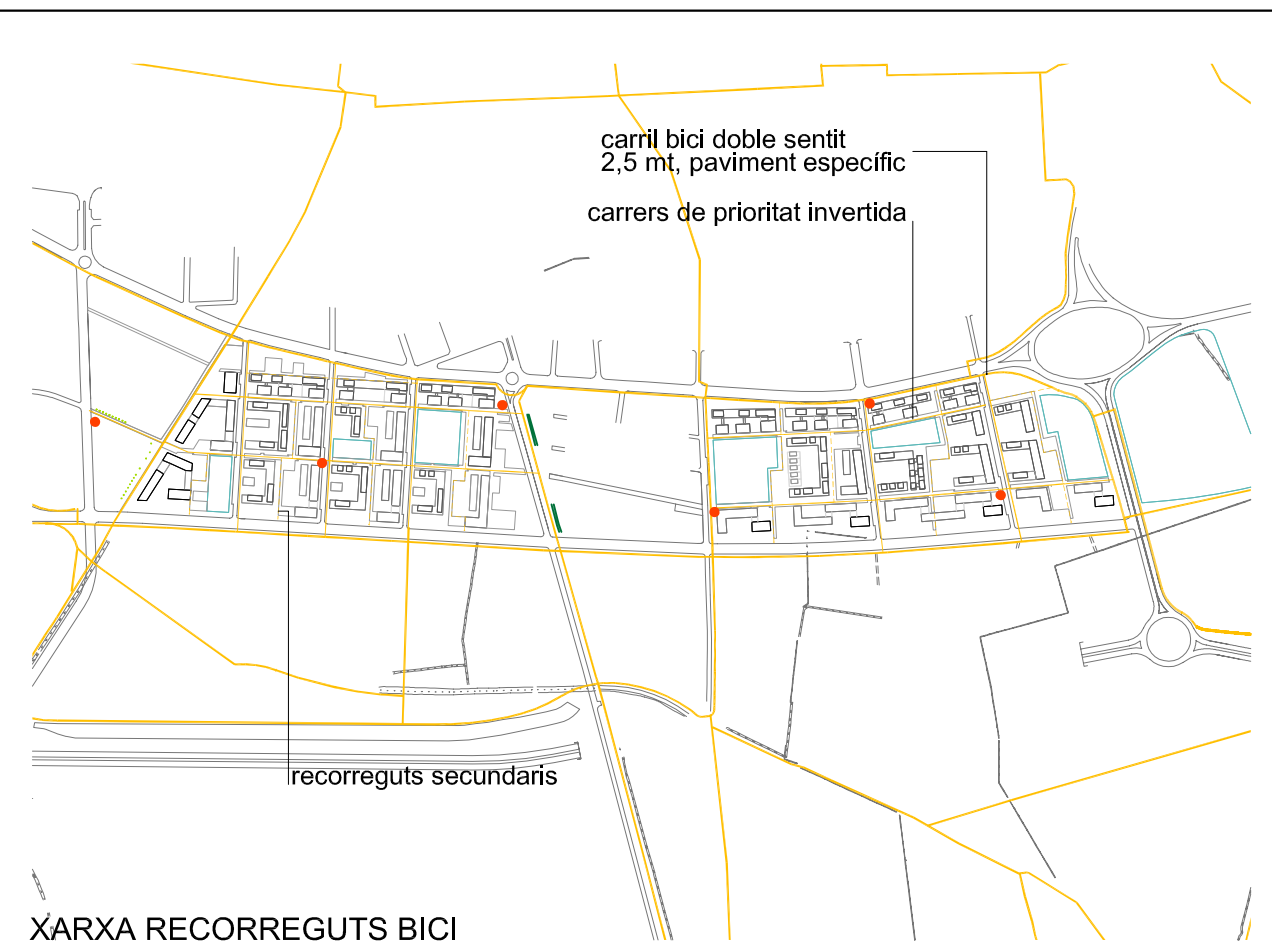 carril bici doble sentit
2,5 mt, paviment específic
carrers de prioritat invertida
recorreguts secundaris
XARXA RECORREGUTS BICI